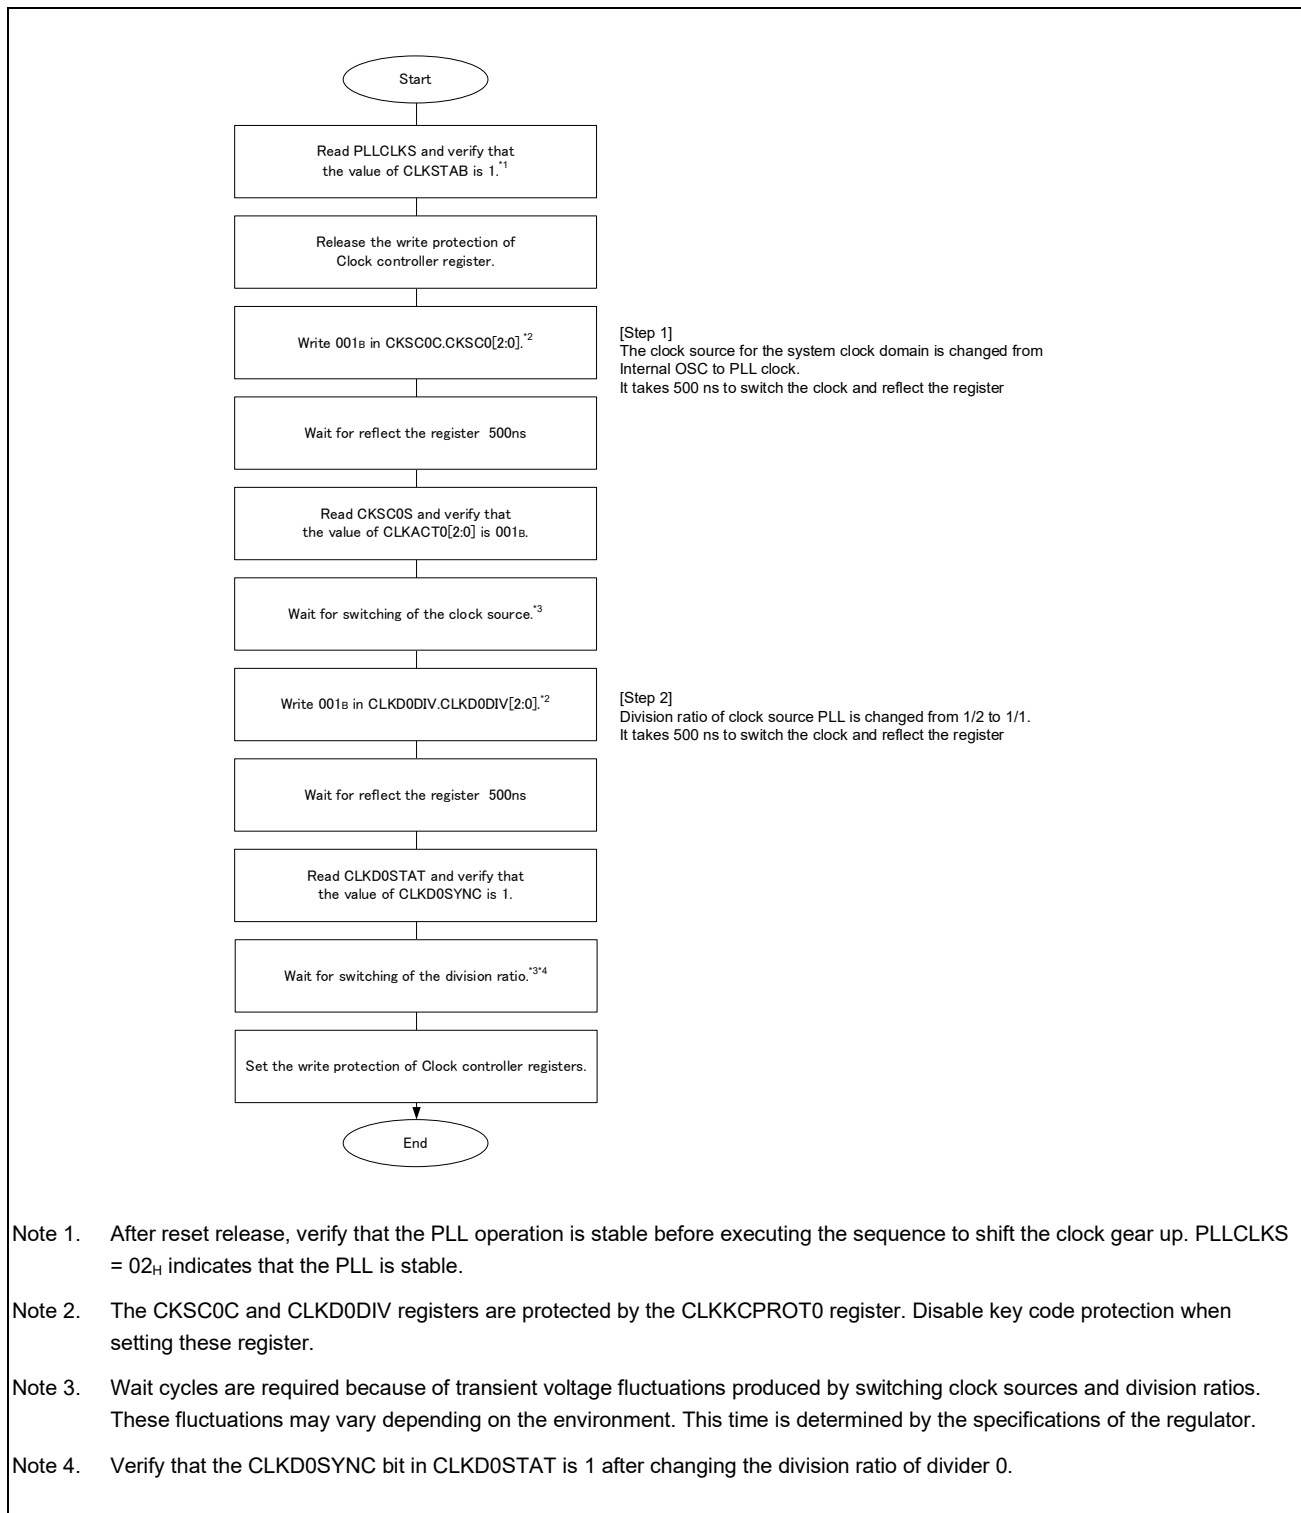 Start
Read PLLCLKS and verify that
the value of CLKSTAB is 1.*1
Release the write protection of
Clock controller register.
Write 001B in CKSC0C.CKSC0[2:0].*2
[Step 1]
The clock source for the system clock domain is changed from
Internal OSC to PLL clock.
It takes 500 ns to switch the clock and reflect the register
Wait for reflect the register 500ns
Read CKSC0S and verify that
the value of CLKACT0[2:0] is 001B.
Wait for switching of the clock source.*3
Write 001B in CLKD0DIV.CLKD0DIV[2:0].*2
[Step 2]
Division ratio of clock source PLL is changed from 1/2 to 1/1.
It takes 500 ns to switch the clock and reflect the register
Wait for reflect the register 500ns
Read CLKD0STAT and verify that
the value of CLKD0SYNC is 1.
Wait for switching of the division ratio.*3*4
Set the write protection of Clock controller registers.
End
Note 1. After reset release, verify that the PLL operation is stable before executing the sequence to shift the clock gear up. PLLCLKS
= 02H indicates that the PLL is stable.
Note 2. The CKSC0C and CLKD0DIV registers are protected by the CLKKCPROT0 register. Disable key code protection when
setting these register.
Note 3. Wait cycles are required because of transient voltage fluctuations produced by switching clock sources and division ratios.
These fluctuations may vary depending on the environment. This time is determined by the specifications of the regulator.
Note 4. Verify that the CLKD0SYNC bit in CLKD0STAT is 1 after changing the division ratio of divider 0.